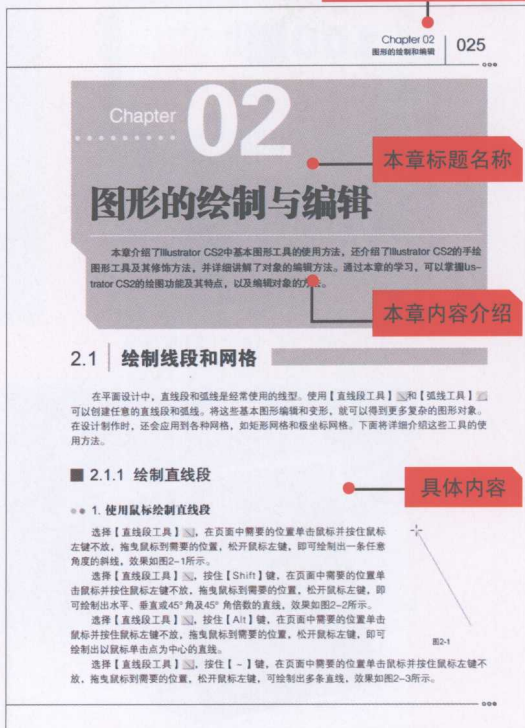 Chapter 02
图形的绘制和编辑
025
Chapter
02
本章标题名称
图形的绘制与编辑
本章介绍了Illustrator CS2中基本图形工具的使用方法，还介绍了Illustrator CS2的手绘
图形工具及其修饰方法，并详细讲解了对象的编辑方法。通过本章的学习，可以掌握Lus-
trator CS2的绘图功能及其特点，以及编辑对象的方法。
本章内容介绍
2.1 绘制线段和网格
在平面设计中，直线段和弧线是经常使用的线型。使用【直线段工具】和【弧线工具】
可以创建任意的直线段和弧线。将这些基本图形编辑和变形，就可以得到更多复杂的图形对象。
在设计制作时，还会应用到各种网格，如矩形网格和极坐标网格。下面将详细介绍这些工具的使
用方法。
2.1.1 绘制直线段
具体内容
1. 使用鼠标绘制直线段
选择【直线段工具】，在页面中需要的位置单击鼠标并按住鼠标
左键不放，拖曳鼠标到需要的位置，松开鼠标左键，即可绘制出一条任意
角度的斜线，效果如图2-1所示。
选择【直线段工具】，按住【Shift】键，在页面中需要的位置单
击鼠标并按住鼠标左键不放，拖曳鼠标到需要的位置，松开鼠标左键，即
可绘制出水平、垂直或45°角及45°角倍数的直线，效果如图2-2所示。
选择【直线段工具】，按住【Alt】键，在页面中需要的位置单击
鼠标并按住鼠标左键不放，拖曳鼠标到需要的位置，松开鼠标左键，即可
绘制出以鼠标单击点为中心的直线。
图2-1
选择【直线段工具】，按住【~】键，在页面中需要的位置单击鼠标并按住鼠标左键不
放，拖曳鼠标到需要的位置，松开鼠标左键，可绘制出多条直线，效果如图2-3所示。